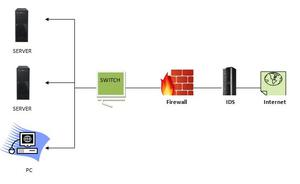 SERVER
SWITCH
SERVER
Firewall
IDS
Internet
PC